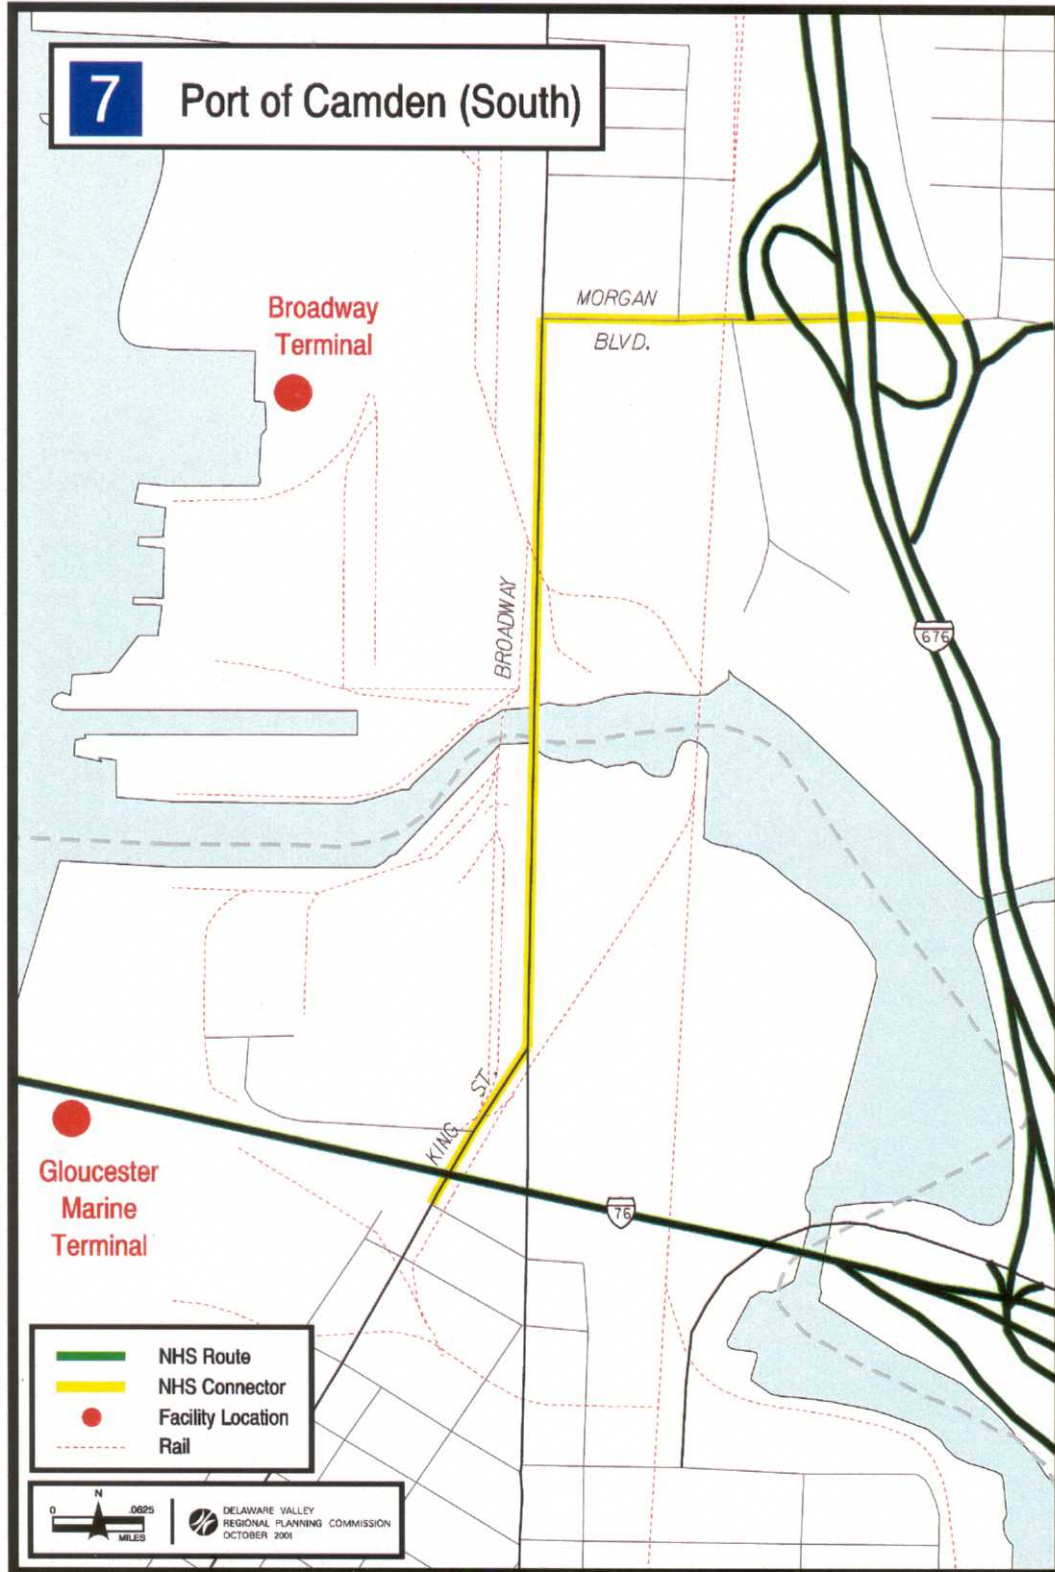 7 Port of Camden (South)
Broadway
Terminal
MORGAN
BLVD.
BROADWAY
676
KING ST.
76
Gloucester
Marine
Terminal
NHS Route
NHS Connector
Facility Location
Rail
N
0 .0625
MILES
DELAWARE VALLEY
REGIONAL PLANNING COMMISSION
OCTOBER 2001